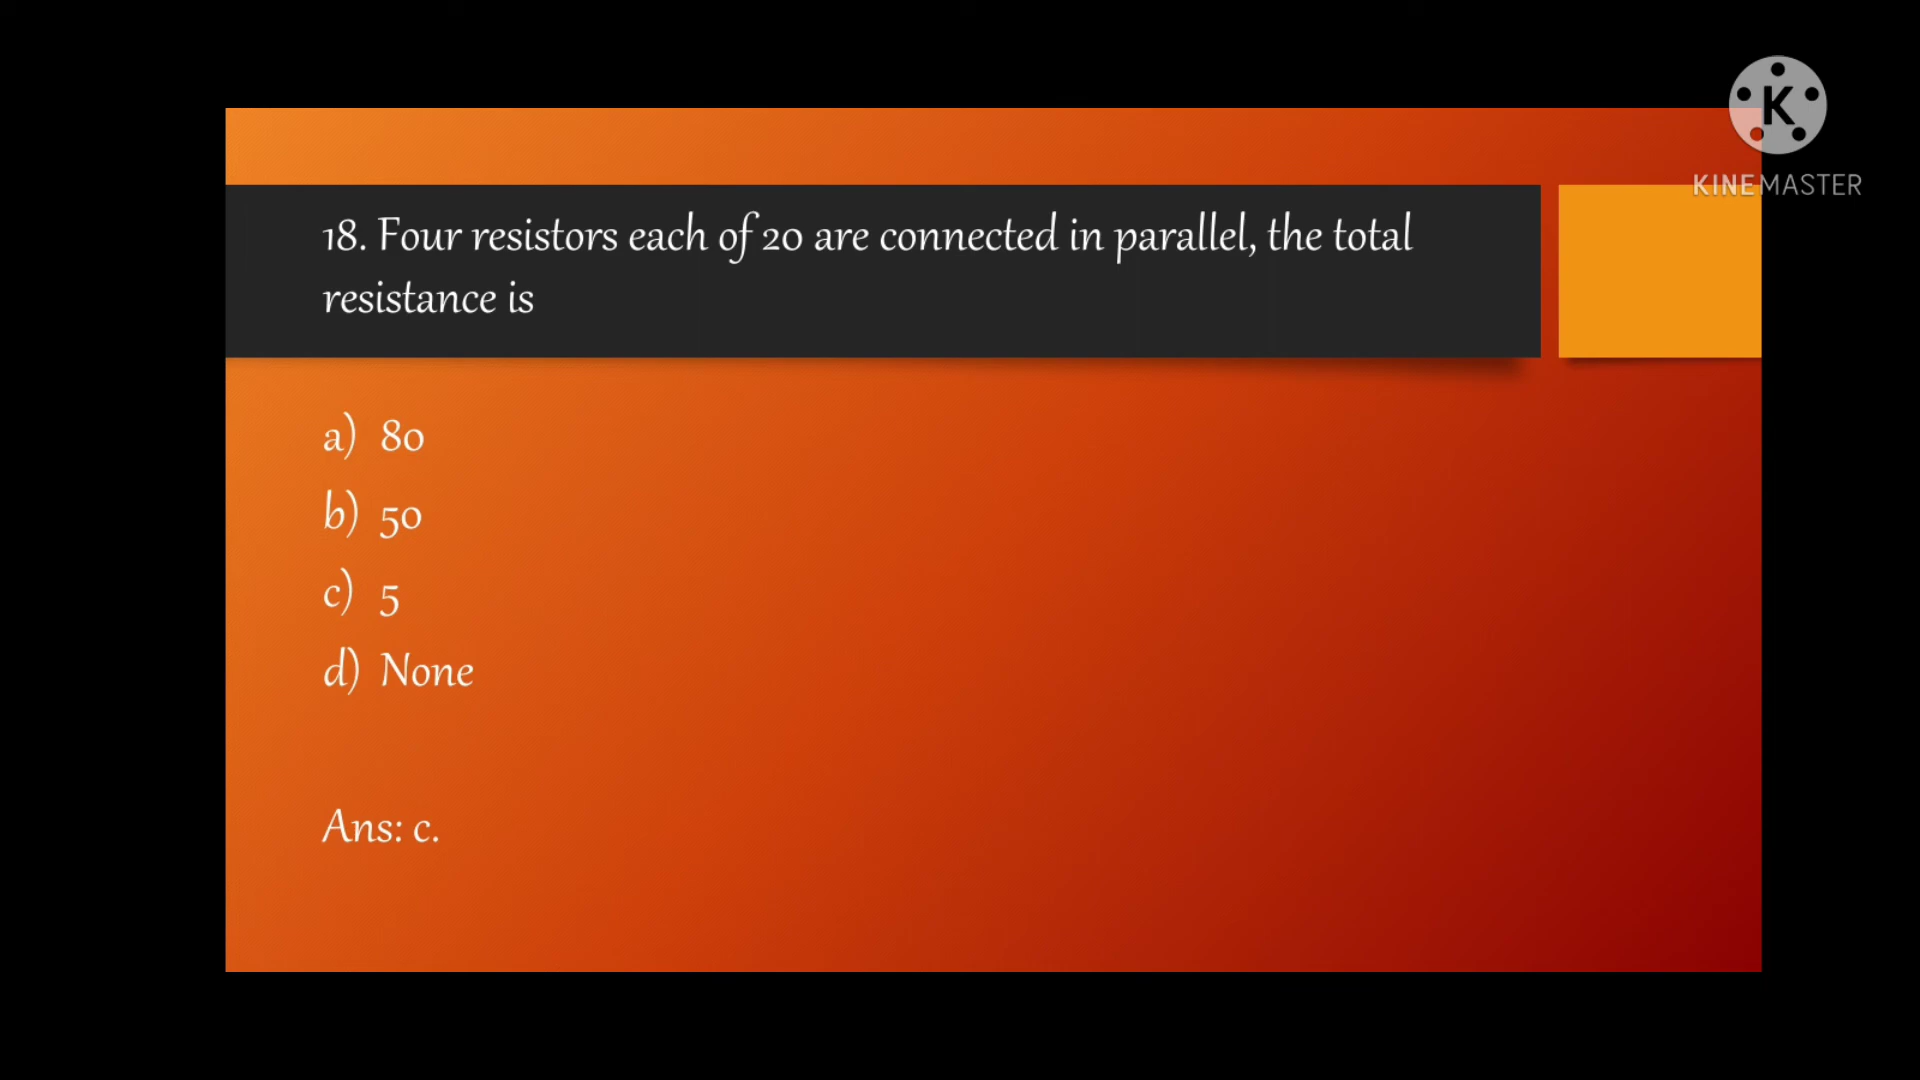 K
KINEMASTER
18. Four resistors each of 20 are connected in parallel, the total
resistance is
a) 80
b) 50
c) 5
d) None
Ans: c.